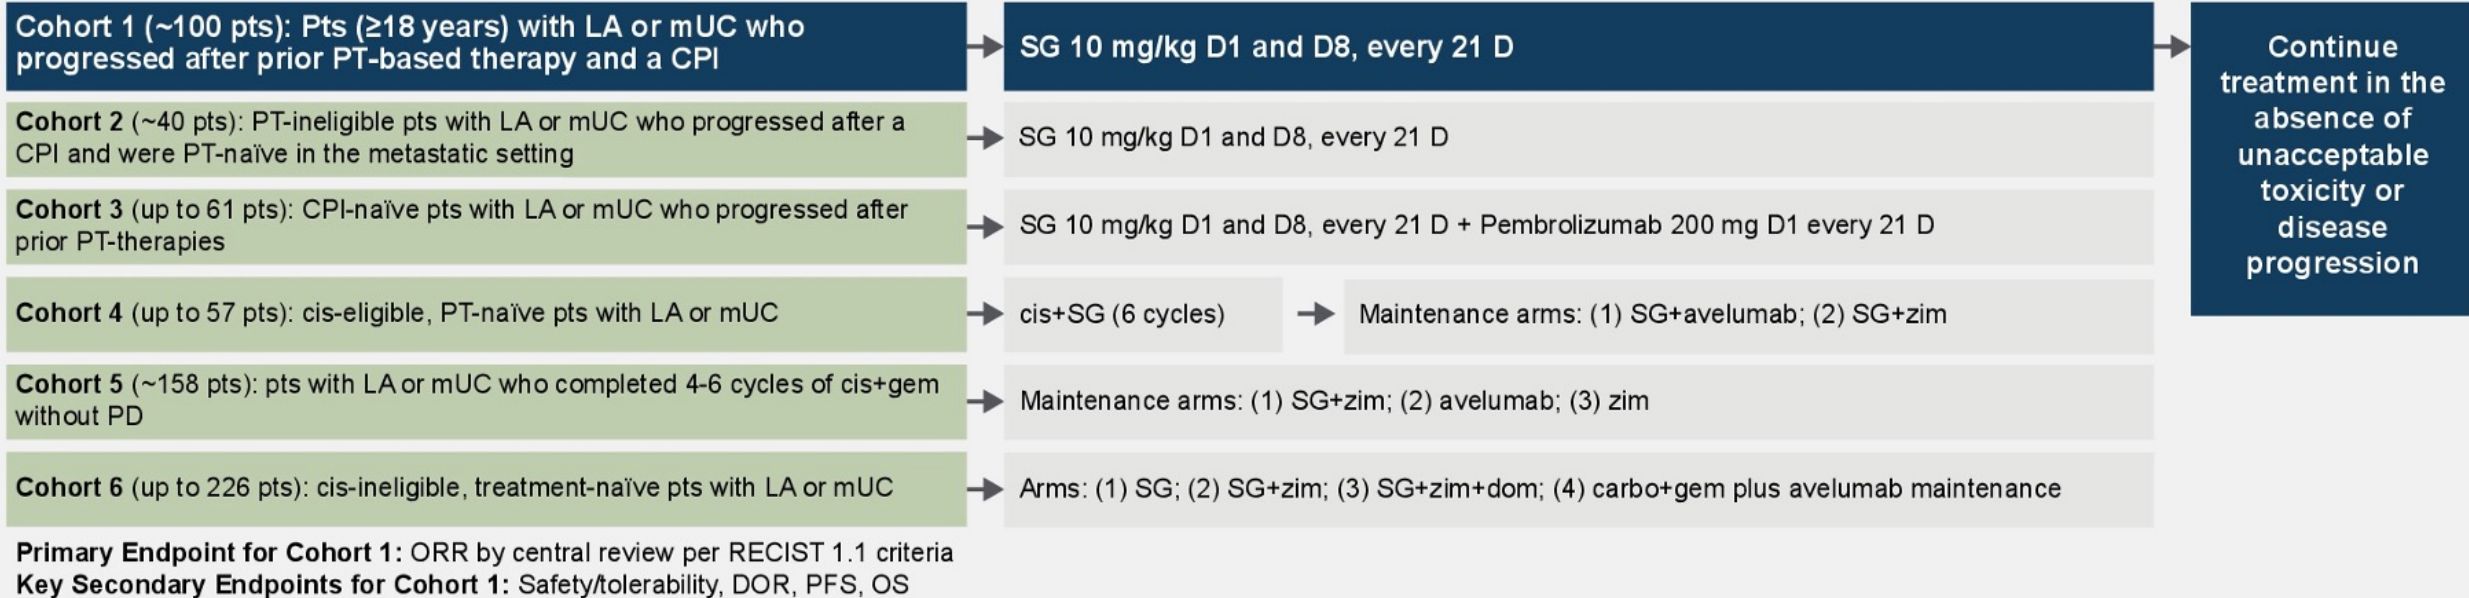 Cohort 1 (~100 pts): Pts (≥18 years) with LA or mUC who
progressed after prior PT-based therapy and a CPI
SG 10 mg/kg D1 and D8, every 21 D
Continue
treatment in the
absence of
unacceptable
toxicity or
disease
progression
Cohort 2 (~40 pts): PT-ineligible pts with LA or mUC who progressed after a
CPI and were PT-naïve in the metastatic setting
SG 10 mg/kg D1 and D8, every 21 D
Cohort 3 (up to 61 pts): CPI-naïve pts with LA or mUC who progressed after
prior PT-therapies
SG 10 mg/kg D1 and D8, every 21 D + Pembrolizumab 200 mg D1 every 21 D
Cohort 4 (up to 57 pts): cis-eligible, PT-naïve pts with LA or mUC
cis+SG (6 cycles)
Maintenance arms: (1) SG+avelumab; (2) SG+zim
Cohort 5 (~158 pts): pts with LA or mUC who completed 4-6 cycles of cis+gem
without PD
Maintenance arms: (1) SG+zim; (2) avelumab; (3) zim
Cohort 6 (up to 226 pts): cis-ineligible, treatment-naïve pts with LA or mUC
Arms: (1) SG; (2) SG+zim; (3) SG+zim+dom; (4) carbo+gem plus avelumab maintenance
Primary Endpoint for Cohort 1: ORR by central review per RECIST 1.1 criteria
Key Secondary Endpoints for Cohort 1: Safety/tolerability, DOR, PFS, OS